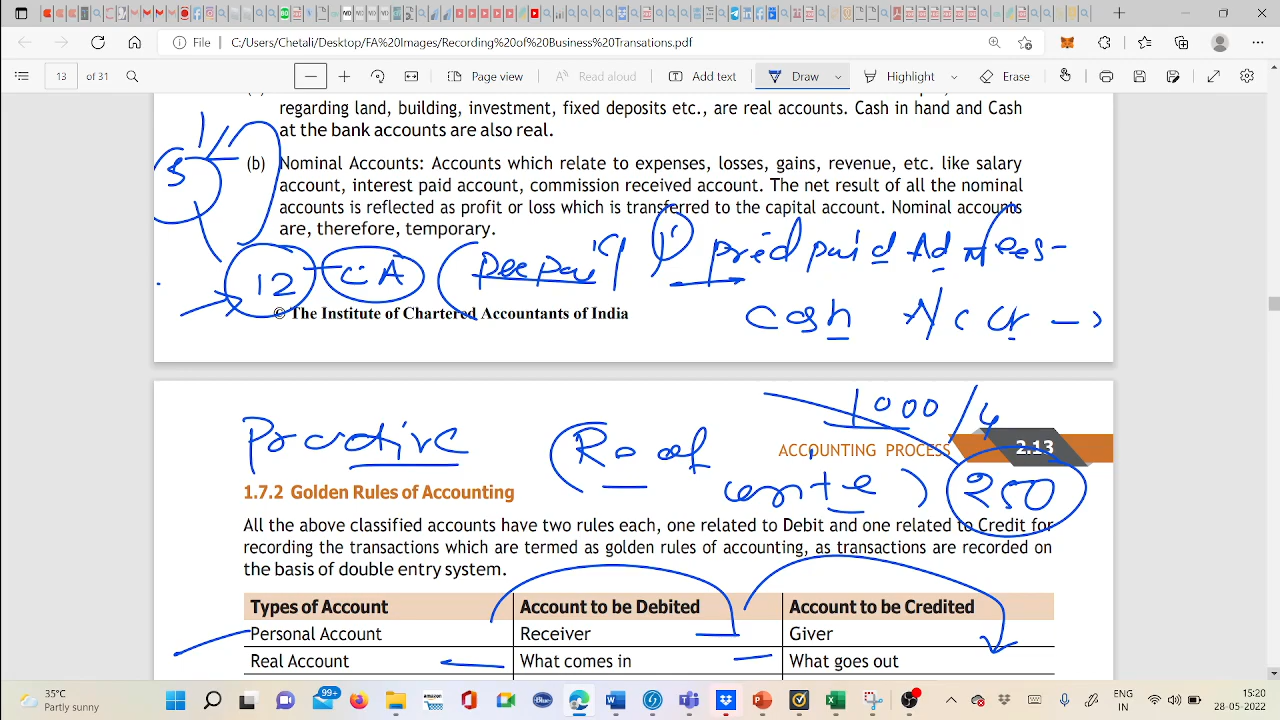 File C:/Users/Chetali/Desktop/FA%20Images/Recording%20of%20Business%20Transations.pdf
13 of 31 Page view Read aloud Add text Draw Highlight Erase
regarding land, building, investment, fixed deposits etc., are real accounts. Cash in hand and Cash
at the bank accounts are also real.
(b) Nominal Accounts: Accounts which relate to expenses, losses, gains, revenue, etc. like salary
account, interest paid account, commission received account. The net result of all the nominal
accounts is reflected as profit or loss which is transferred to the capital account. Nominal accounts
are, therefore, temporary.
5
12 CA
© The Institute of Chartered Accountants of India
cash
1000/4
ACCOUNTING PROCESS 2.13
250
1.7.2 Golden Rules of Accounting
All the above classified accounts have two rules each, one related to Debit and one related to Credit for
recording the transactions which are termed as golden rules of accounting, as transactions are recorded on
the basis of double entry system.
Types of Account Account to be Debited Account to be Credited
Personal Account Receiver Giver
Real Account What comes in What goes out
35°C
Partly sunny
99+
ENG
IN
15:20
28-05-2022